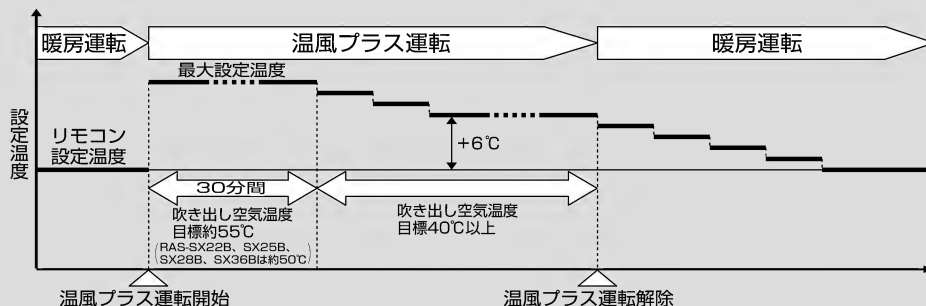 暖房運転
温風プラス運転
暖房運転
最大設定温度
設定温度
リモコン
設定温度
+6℃
30分間
吹き出し空気温度
目標約55℃
(RAS-SX22B、SX25B、
SX28B、SX36Bは約50℃)
吹き出し空気温度
目標40℃以上
温風プラス運転開始
温風プラス運転解除